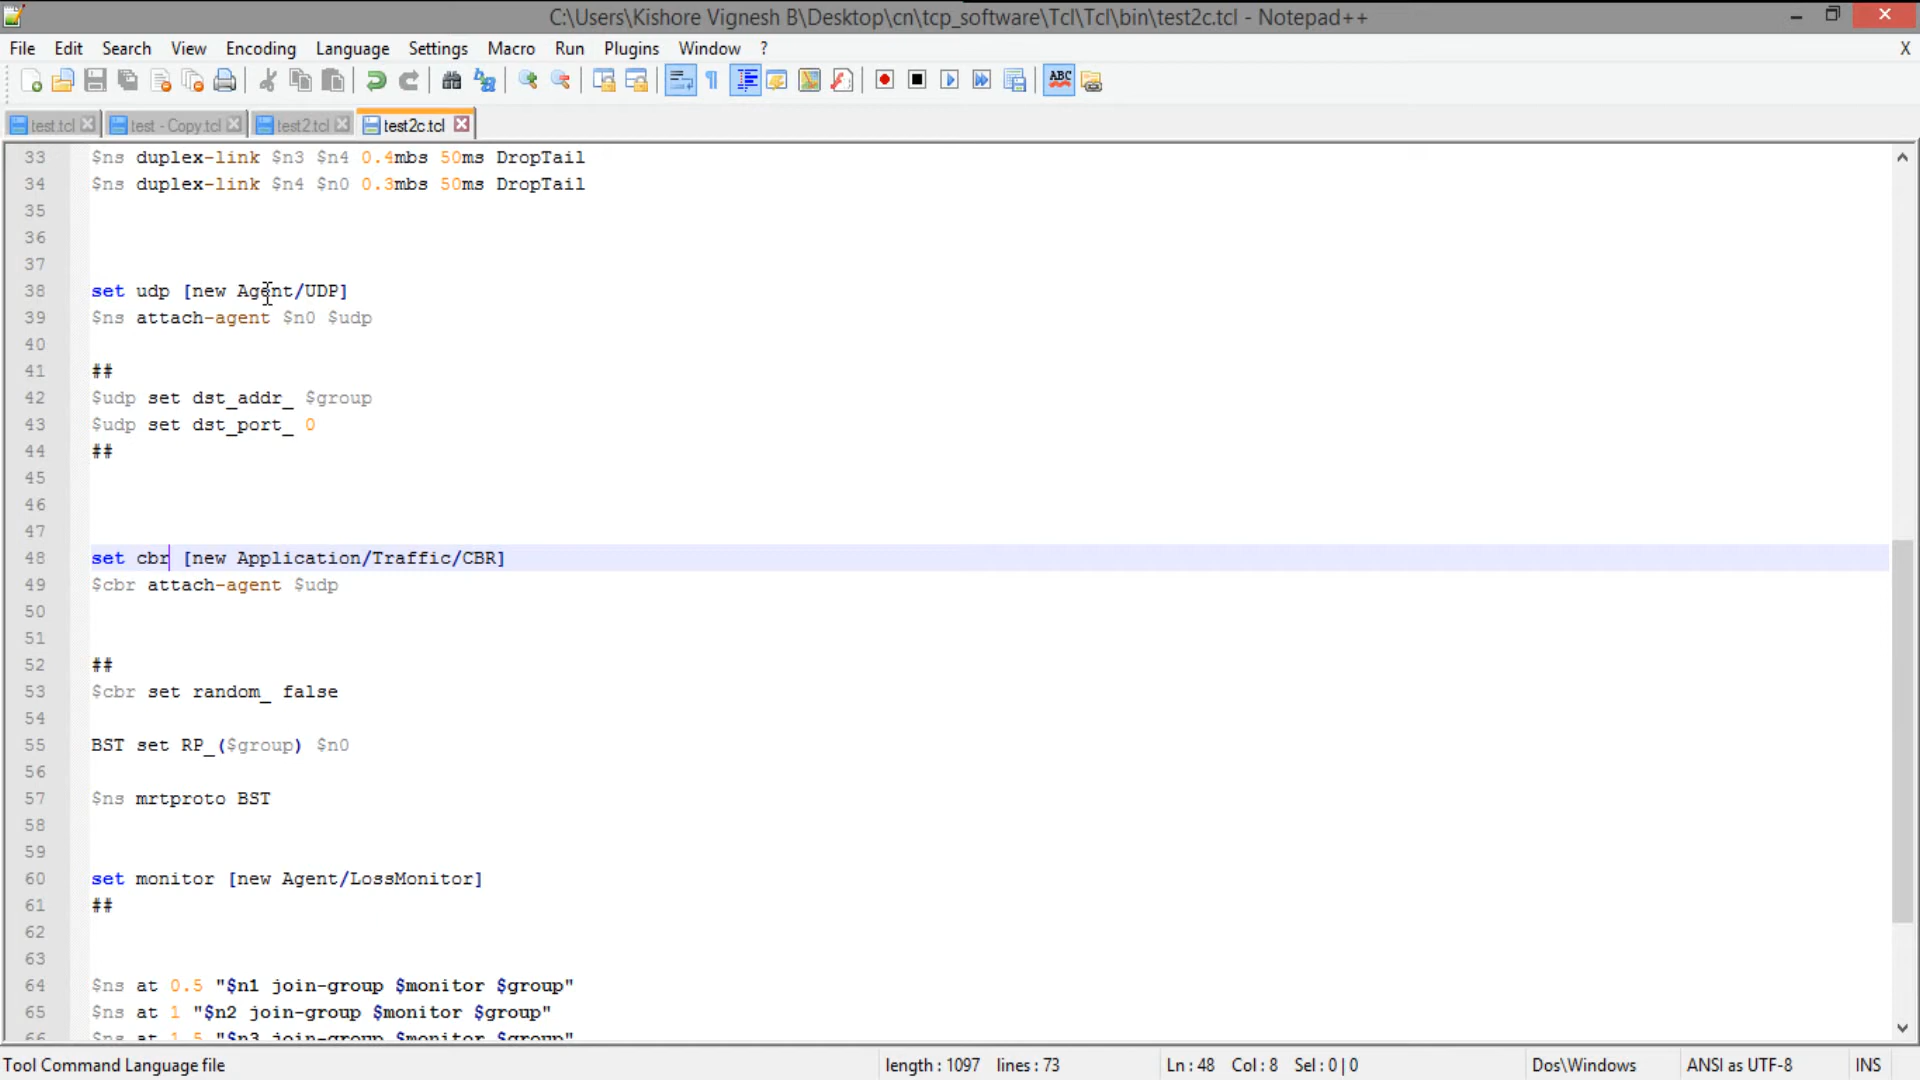 C:\Users\Kishore Vignesh B\Desktop\cn\tcp_software\Tcl\Tcl\bin\test2c.tcl - Notepad++
File Edit Search View Encoding Language Settings Macro Run Plugins Window ? X
ABC
test.tcl test - Copy.tcl test2.tcl test2c.tcl
33 $ns duplex-link $n3 $n4 0.4mbs 50ms DropTail
34 $ns duplex-link $n4 $n0 0.3mbs 50ms DropTail
35
36
37
38 set udp [new Agent/UDP]
39 $ns attach-agent $n0 $udp
40
41 ##
42 $udp set dst_addr_ $group
43 $udp set dst_port_ 0
44 ##
45
46
47
48 set cbr [new Application/Traffic/CBR]
49 $cbr attach-agent $udp
50
51
52 ##
53 $cbr set random_ false
54
55 BST set RP_($group) $n0
56
57 $ns mrtproto BST
58
59
60 set monitor [new Agent/LossMonitor]
61 ##
62
63
64 $ns at 0.5 "$n1 join-group $monitor $group"
65 $ns at 1 "$n2 join-group $monitor $group"
66 $ns at 1.5 "$n3 join-group $monitor $group"
Tool Command Language file length : 1097 lines : 73 Ln : 48 Col : 8 Sel : 0 | 0 Dos\Windows ANSI as UTF-8 INS